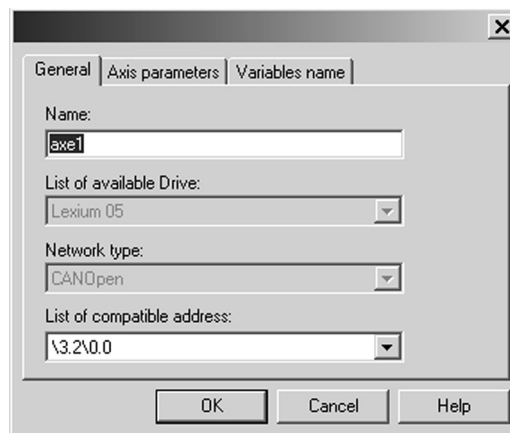 General Axis parameters Variables name
Name:
axe1
List of available Drive:
Lexium 05
Network type:
CANOpen
List of compatible address:
\3.2\0.0
OK Cancel Help